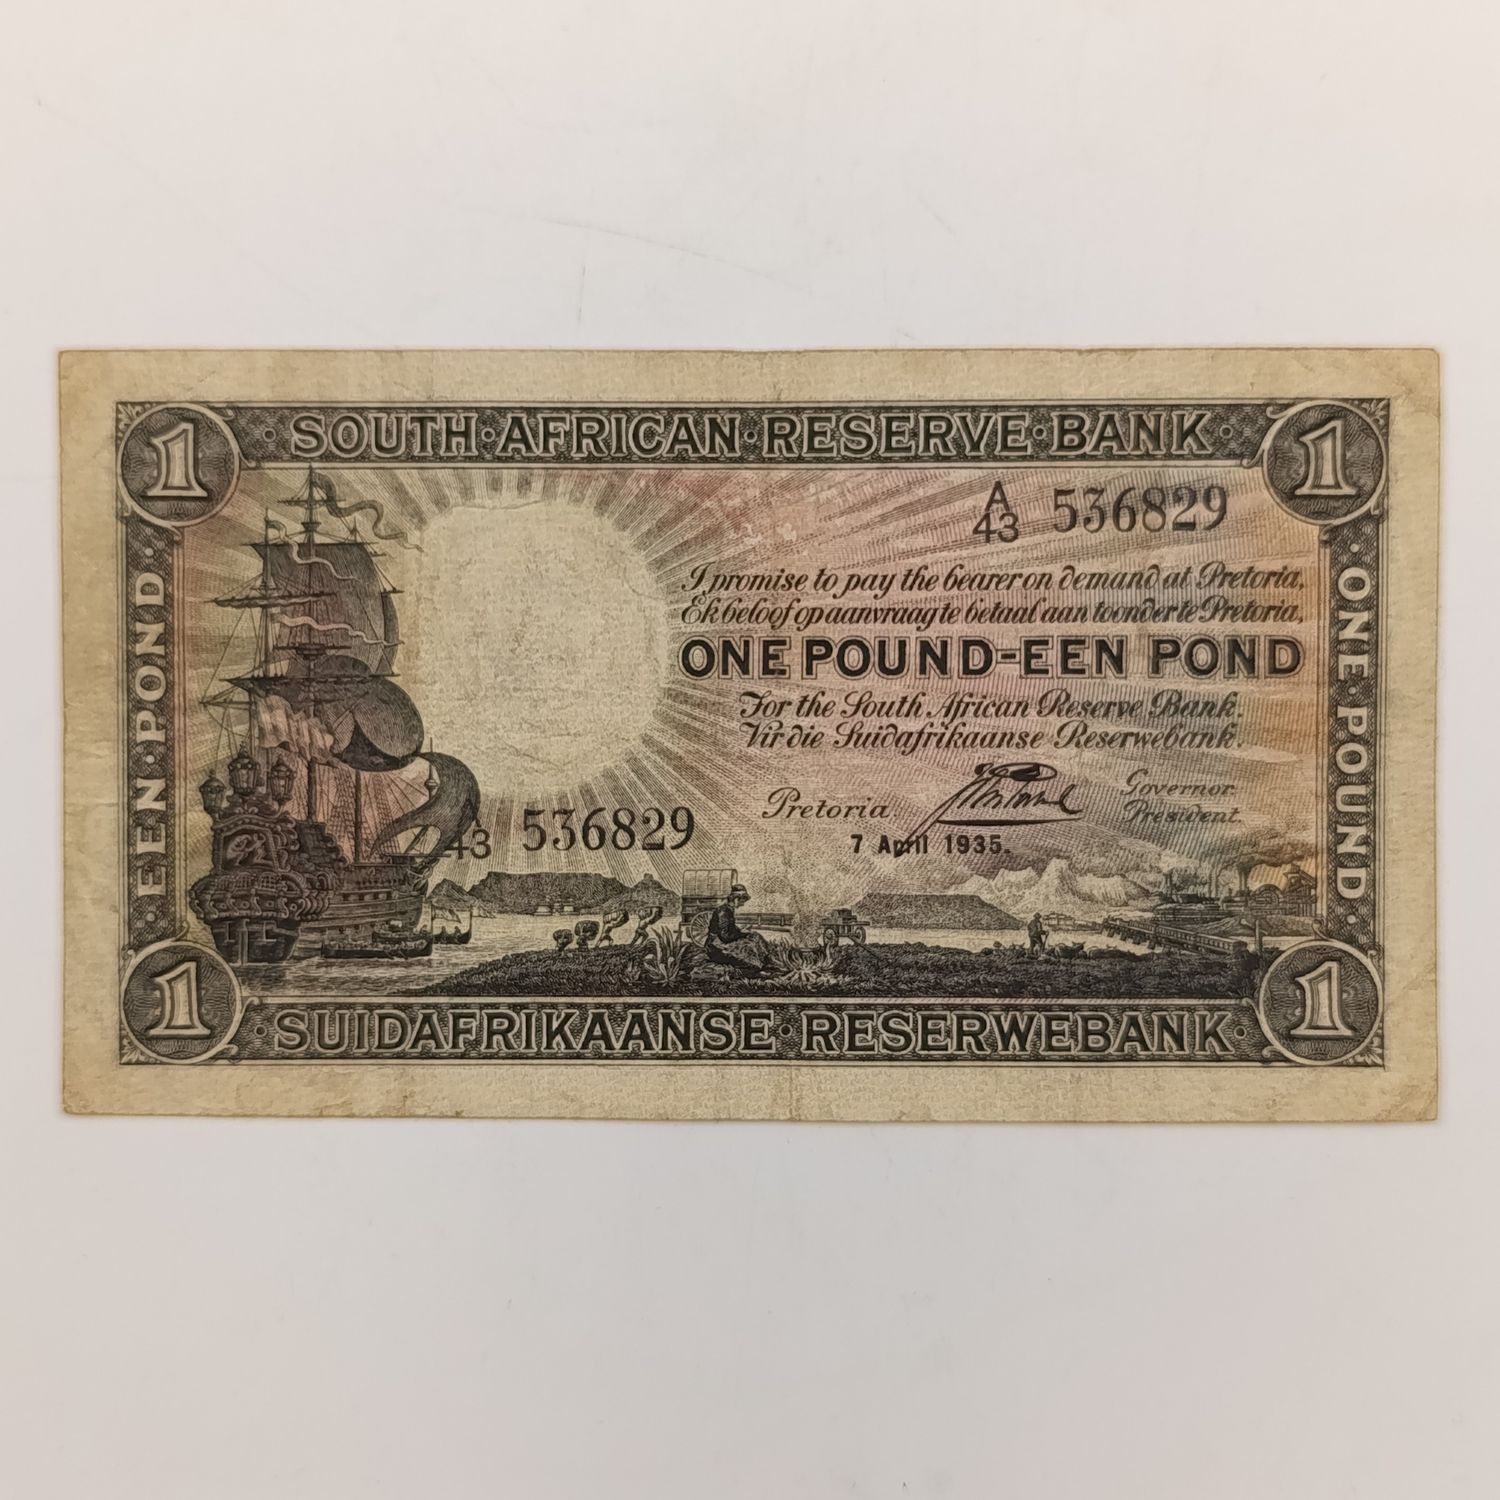 1 SOUTH·AFRICAN·RESERVE·BANK 1
A
43 536829
I promise to pay the bearer on demand at Pretoria,
Ek beloof op aanvraag te betaal aan toonder te Pretoria,
ONE POUND-EEN POND
For the South African Reserve Bank.
Vir die Suidafrikaanse Reserwebank.
Pretoria.
Governor.
President.
7 April 1935.
43 536829
EEN·POND
ONE·POUND
1 SUIDAFRIKAANSE·RESERWEBANK 1